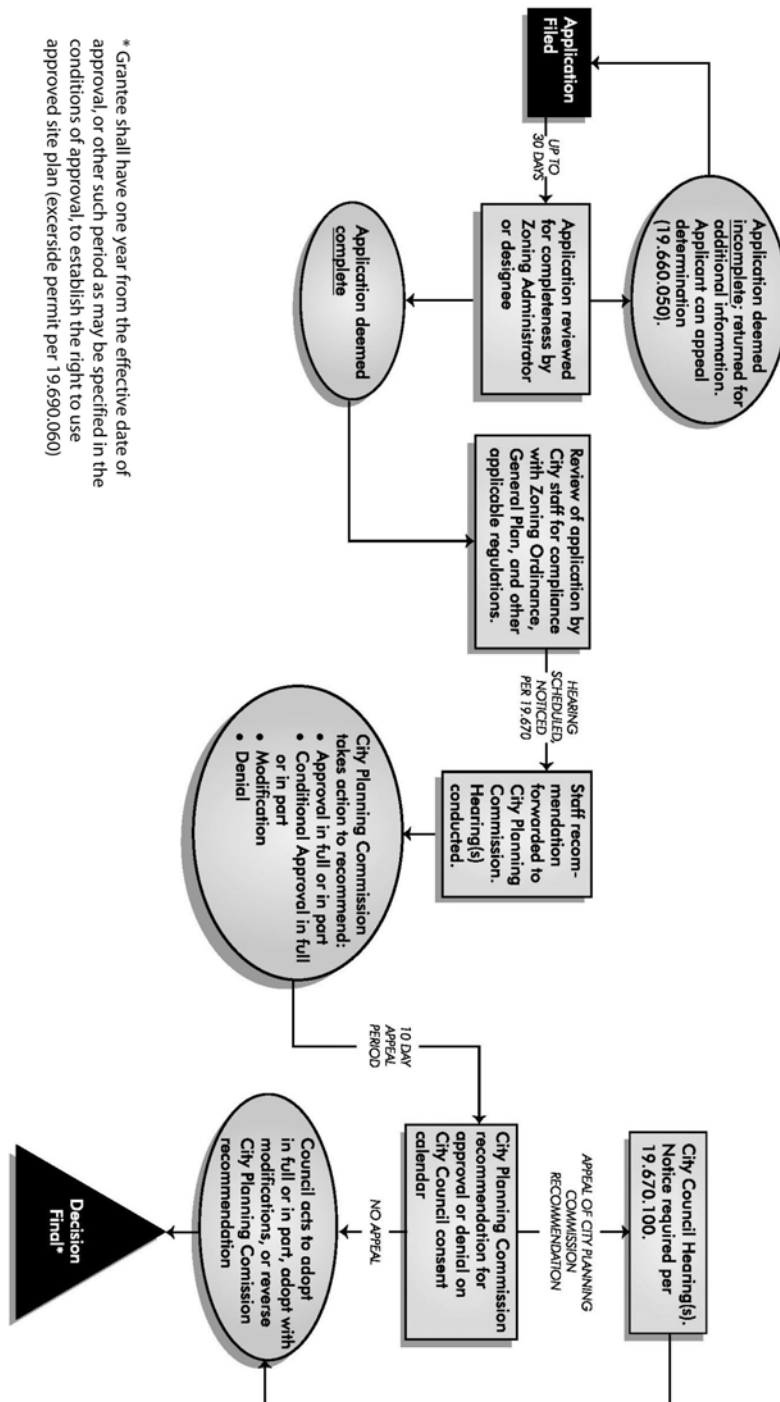 Application
Filed
UP TO
30 DAYS
Application deemed
incomplete; returned for
additional information.
Applicant can appeal
determination
(19.660.050).
Application reviewed
for completeness by
Zoning Administrator
or designee
Application deemed
complete
Review of application by
City staff for compliance
with Zoning Ordinance,
General Plan, and other
applicable regulations.
HEARING
SCHEDULED,
NOTICED
PER 19.670
Staff recom-
mendation
forwarded to
City Planning
Commission.
Hearing(s)
conducted.
City Planning Commission
takes action to recommend:
• Approval in full or in part
• Conditional Approval in full
or in part
• Modification
• Denial
10 DAY
APPEAL
PERIOD
City Planning Commission
recommendation for
approval or denial on
City Council consent
calendar
APPEAL OF CITY PLANNING
COMMISSION
RECOMMENDATION
City Council Hearing(s).
Notice required per
19.670.100.
NO APPEAL
Council acts to adopt
in full or in part, adopt with
modifications, or reverse
City Planning Comission
recommendation
Decision
Final*
* Grantee shall have one year from the effective date of
approval, or other such period as may be specified in the
conditions of approval, to establish the right to use
approved site plan (excerside permit per 19.690.060)